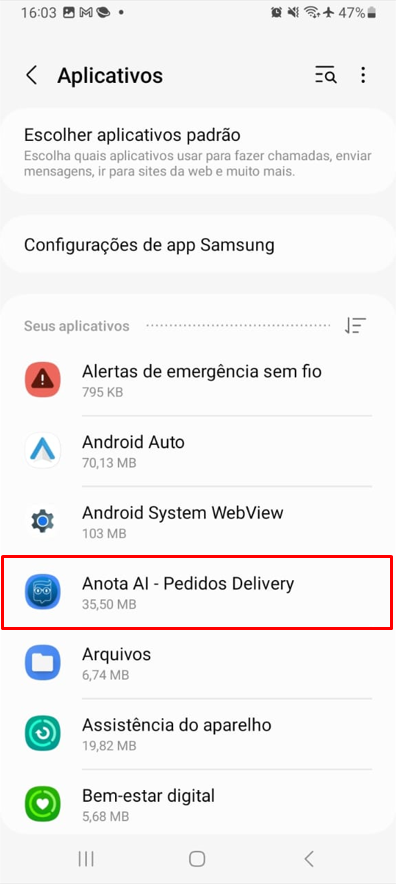 16:03
47%
Aplicativos
Escolher aplicativos padrão
Escolha quais aplicativos usar para fazer chamadas, enviar
mensagens, ir para sites da web e muito mais.
Configurações de app Samsung
Seus aplicativos
Alertas de emergência sem fio
795 KB
Android Auto
70,13 MB
Android System WebView
103 MB
Anota AI - Pedidos Delivery
35,50 MB
Arquivos
6,74 MB
Assistência do aparelho
19,82 MB
Bem-estar digital
5,68 MB